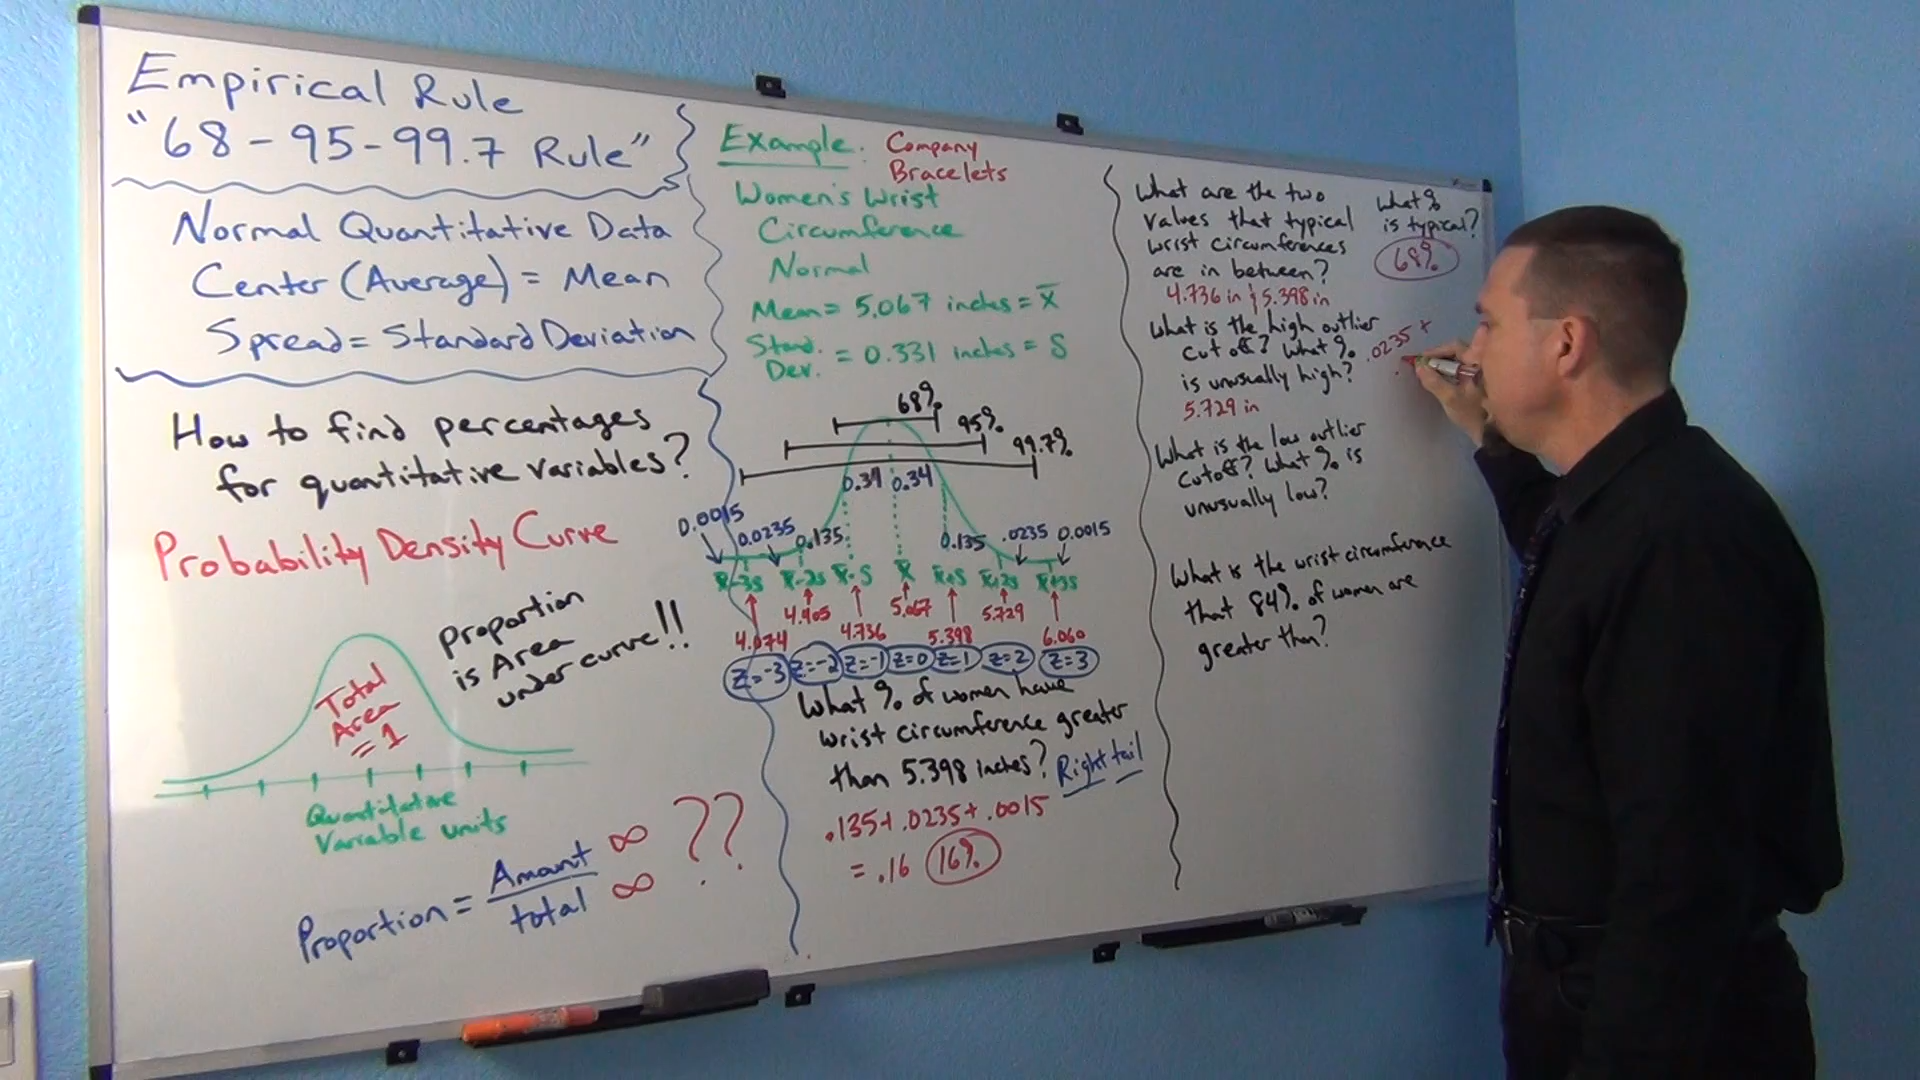 Empirical Rule
"68-95-99.7 Rule"
Normal Quantitative Data
Center (Average) = Mean
Spread = Standard Deviation
How to find percentages
for quantitative variables?
Probability Density Curve
proportion
is Area
under curve!!
Total
Area
= 1
Quantitative
Variable units
Proportion = Amount ∞ ??
total ∞
Example: Company
Bracelets
Women's Wrist
Circumference
Normal
Mean = 5.067 inches = x̄
Stand. Dev. = 0.331 inches = S
68%
95%
99.7%
0.34 0.34
0.0015 0.0235 0.135 0.135 .0235 0.0015
x̄-3s x̄-2s x̄-s x̄ x̄+s x̄+2s x̄+3s
4.074 4.405 4.736 5.067 5.398 5.729 6.060
z=-3 z=-2 z=-1 z=0 z=1 z=2 z=3
What % of women have
wrist circumference greater
than 5.398 inches? Right tail
.135+.0235+.0015
= .16 16%
What are the two
values that typical
wrist circumferences
are in between?
4.736 in & 5.398 in
What %
is typical?
68%
What is the high outlier
cut off? What %
is unusually high?
5.729 in
.0235 +
What is the low outlier
cutoff? What % is
unusually low?
What is the wrist circumference
that 84% of women are
greater than?